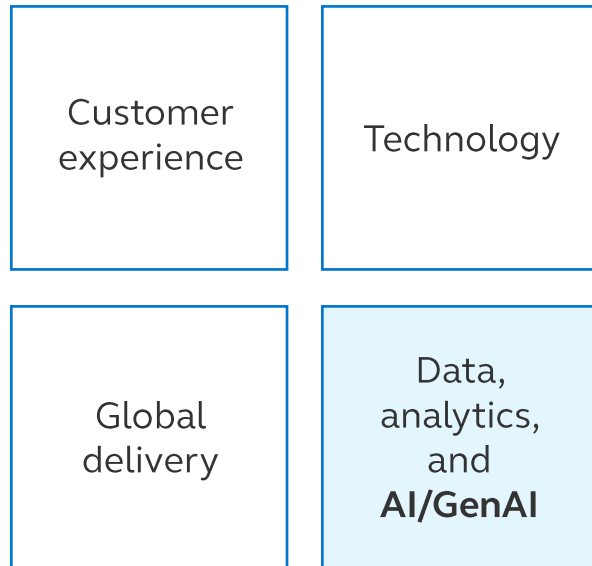 Customer
experience
Technology
Global
delivery
Data,
analytics,
and
AI/GenAI